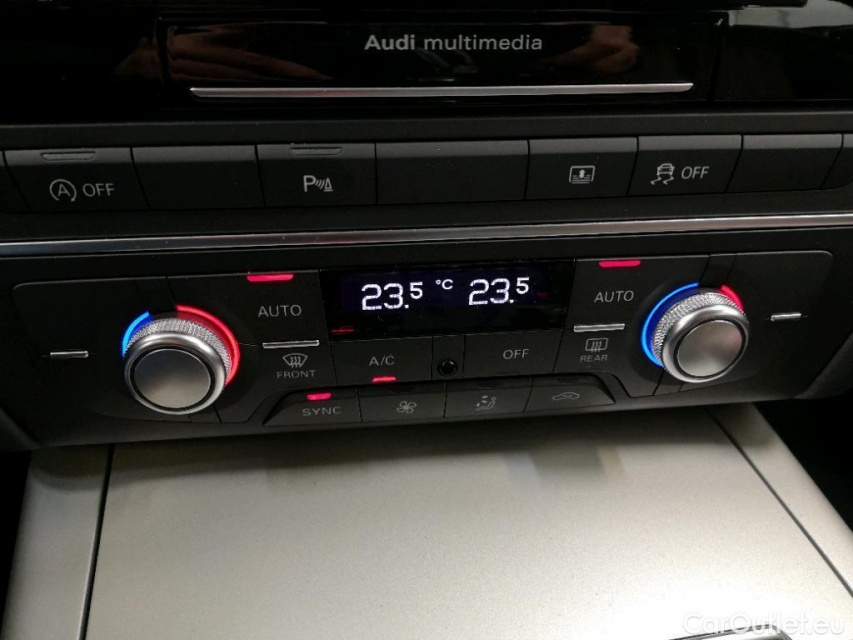 Audi multimedia
A OFF
P
OFF
23.5 °C 23.5
AUTO
AUTO
FRONT
A/C
OFF
REAR
SYNC
CarOutlet.eu